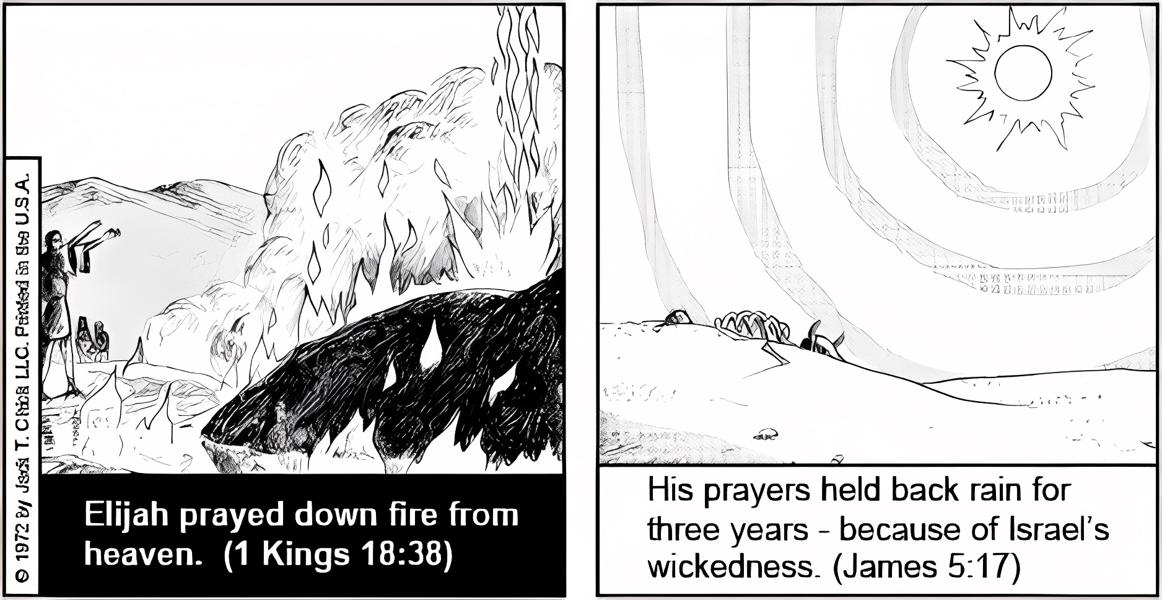 © 1972 by Jack T. Chick LLC. Printed in the U.S.A.
Elijah prayed down fire from
heaven. (1 Kings 18:38)
His prayers held back rain for
three years - because of Israel's
wickedness. (James 5:17)